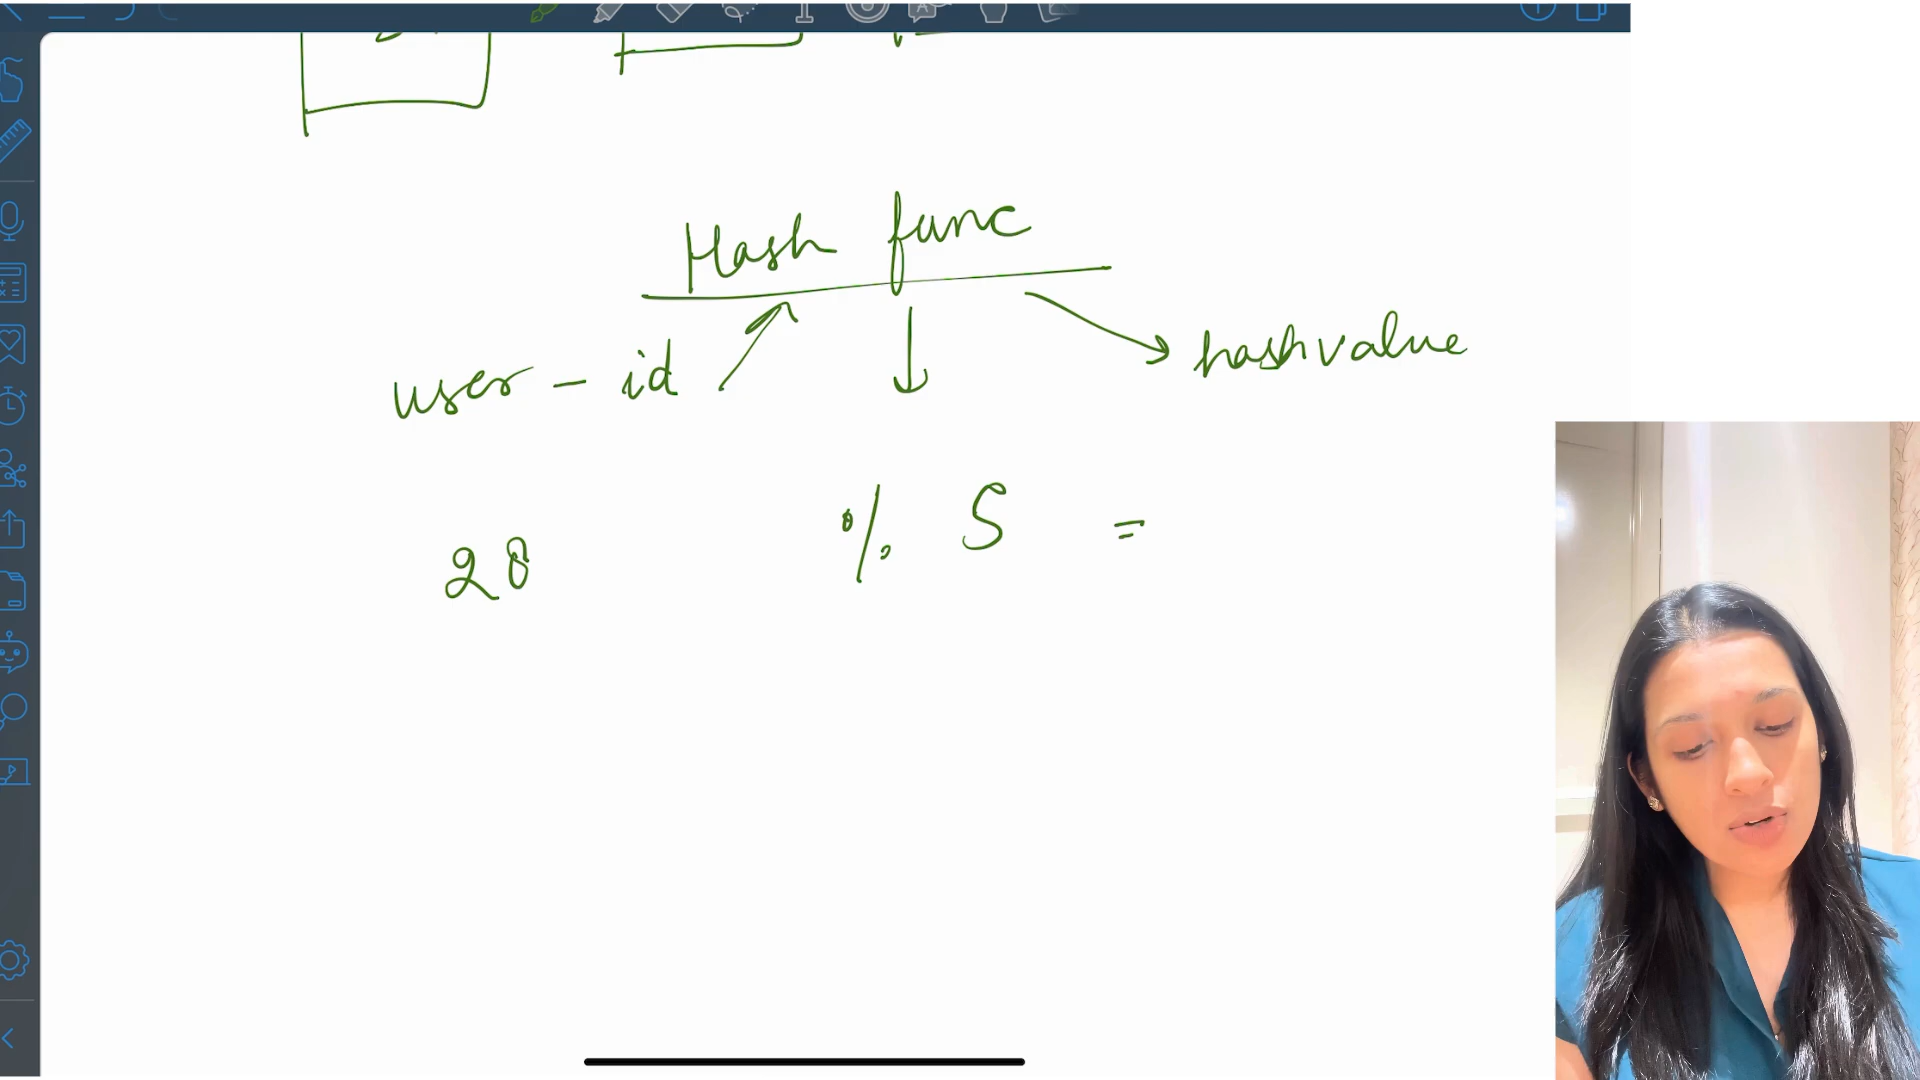 Hash func
user - id hashvalue
28 % 5 =